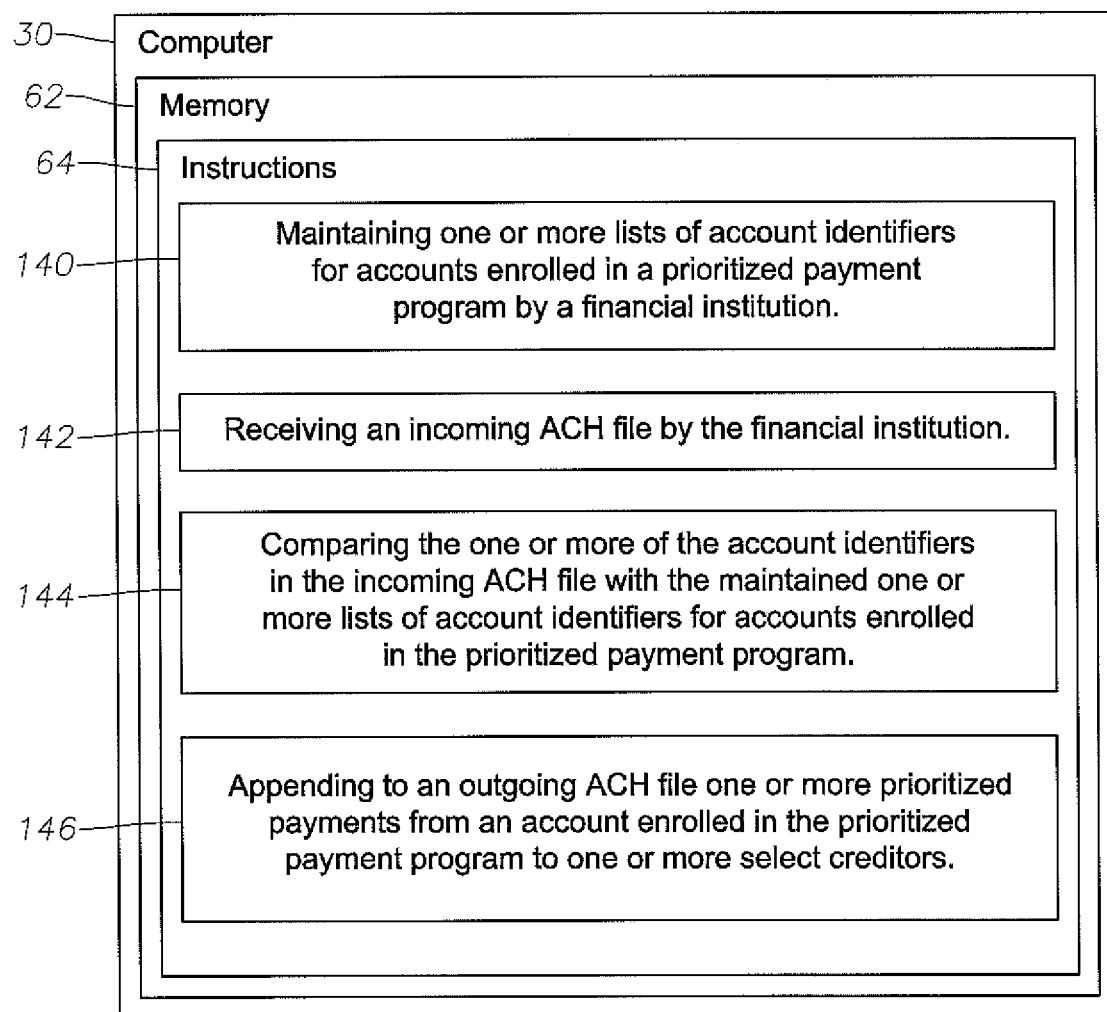 30
Computer
62
Memory
64
Instructions
Maintaining one or more lists of account identifiers
for accounts enrolled in a prioritized payment
program by a financial institution.
140
Receiving an incoming ACH file by the financial institution.
142
Comparing the one or more of the account identifiers
in the incoming ACH file with the maintained one or
more lists of account identifiers for accounts enrolled
in the prioritized payment program.
144
Appending to an outgoing ACH file one or more prioritized
payments from an account enrolled in the prioritized
payment program to one or more select creditors.
146